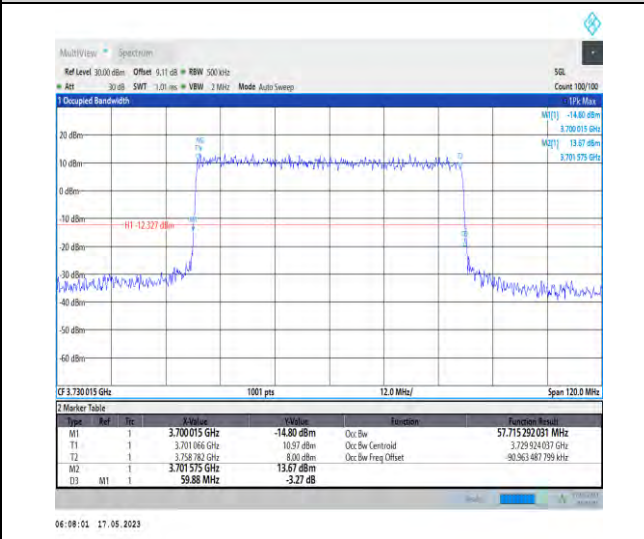 MultiView Spectrum
Ref Level 30.00 dBm Offset 9.11 dB RBW 500 kHz SGL
Att 30 dB SWT 1.01 ms VBW 2 MHz Mode Auto Sweep Count 100/100
1 Occupied Bandwidth 1Pk Max
M1[1] -14.80 dBm
3.700 015 GHz
M2[1] 13.67 dBm
3.701 575 GHz
20 dBm
10 dBm
0 dBm
-10 dBm
H1 -12.327 dBm
-20 dBm
-30 dBm
-40 dBm
-50 dBm
-60 dBm
CF 3.730 015 GHz 1001 pts 12.0 MHz/ Span 120.0 MHz
2 Marker Table
Type Ref Trc X-Value Y-Value Function Function Result
M1 1 3.700 015 GHz -14.80 dBm Occ Bw 57.715 292 031 MHz
T1 1 3.701 066 GHz 10.97 dBm Occ Bw Centroid 3.729 924 037 GHz
T2 1 3.758 782 GHz 8.00 dBm Occ Bw Freq Offset -90.963 487 799 kHz
M2 1 3.701 575 GHz 13.67 dBm
D3 M1 1 59.88 MHz -3.27 dB
06:08:01 17.05.2023